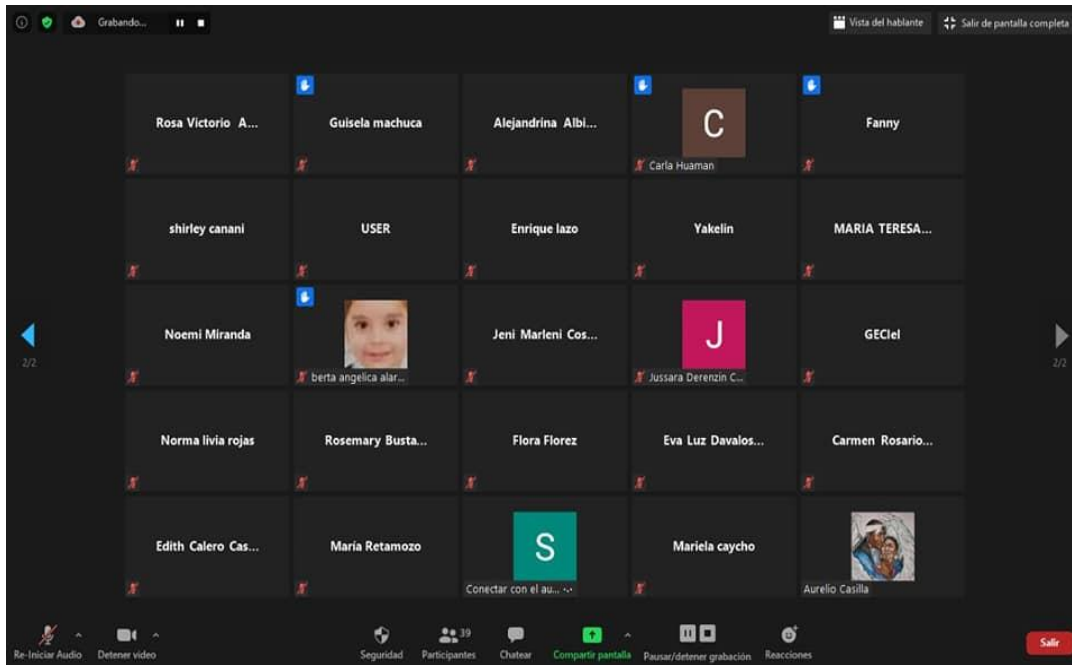 Grabando...
Vista del hablante
Salir de pantalla completa
Rosa Victorio A...
Guisela machuca
Alejandrina Albi...
C
Carla Huaman
Fanny
shirley canani
USER
Enrique lazo
Yakelin
MARIA TERESA...
Noemi Miranda
berta angelica alar...
Jeni Marleni Cos...
J
Jussara Derenzin C...
GECIel
2/2
2/2
Norma livia rojas
Rosemary Busta...
Flora Florez
Eva Luz Davalos...
Carmen Rosario...
Edith Calero Cas...
María Retamozo
S
Conectar con el au...
Mariela caycho
Aurelio Casilla
Re-Iniciar Audio
Detener video
Seguridad
Participantes
39
Chatear
Compartir pantalla
Pausar/detener grabación
Reacciones
Salir